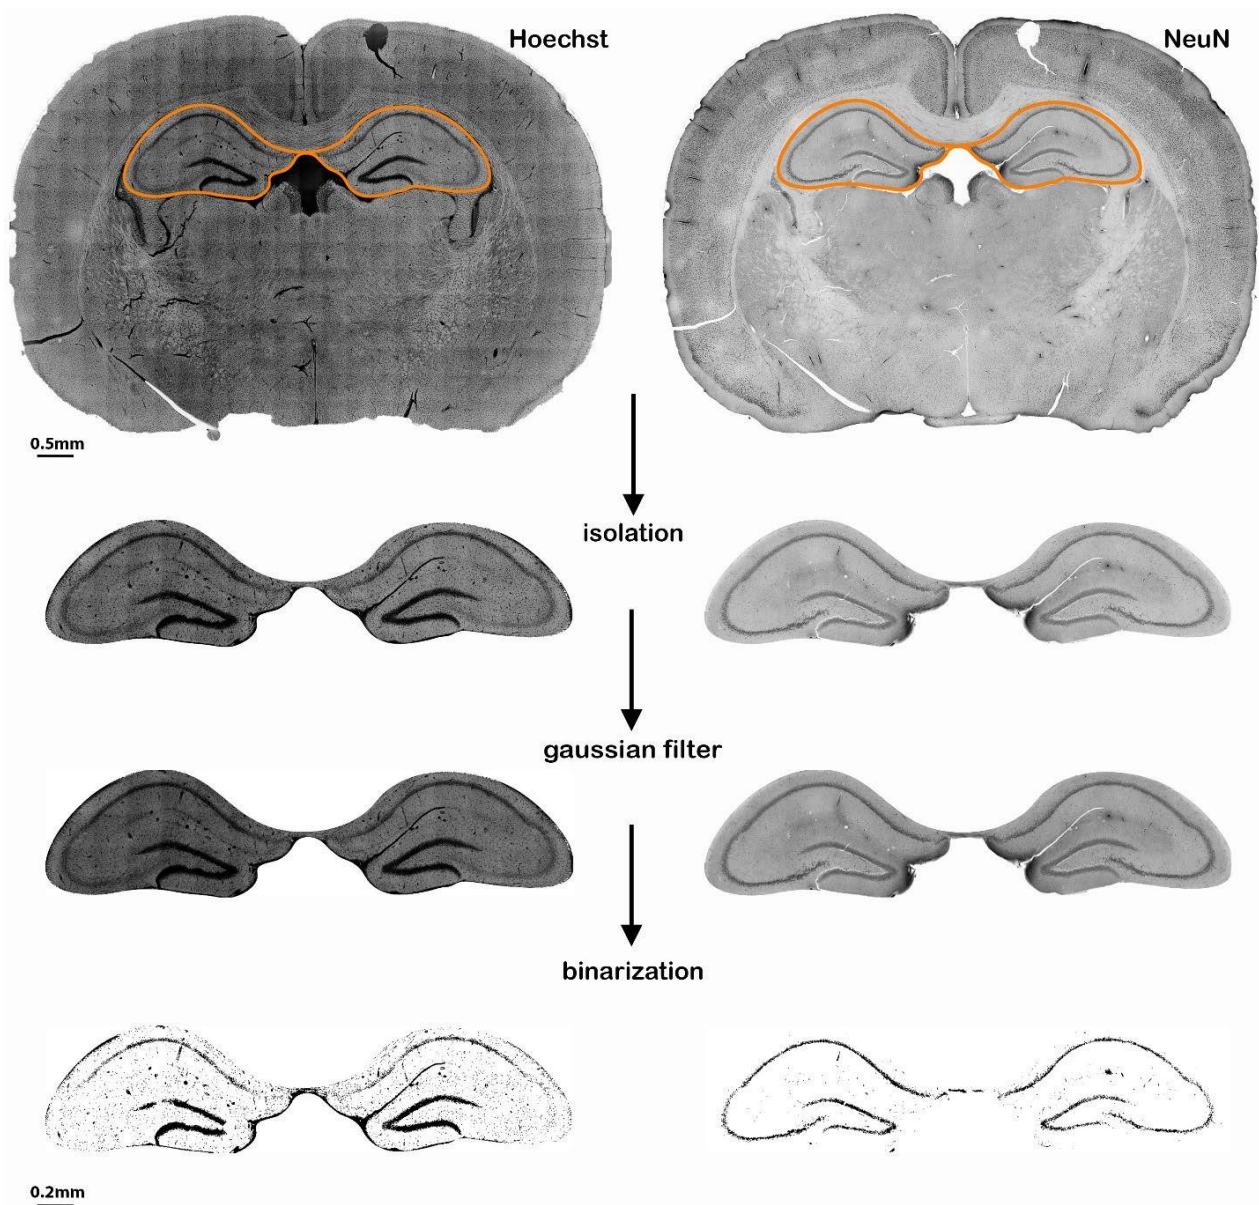 Hoechst
NeuN
0.5mm
isolation
gaussian filter
binarization
0.2mm